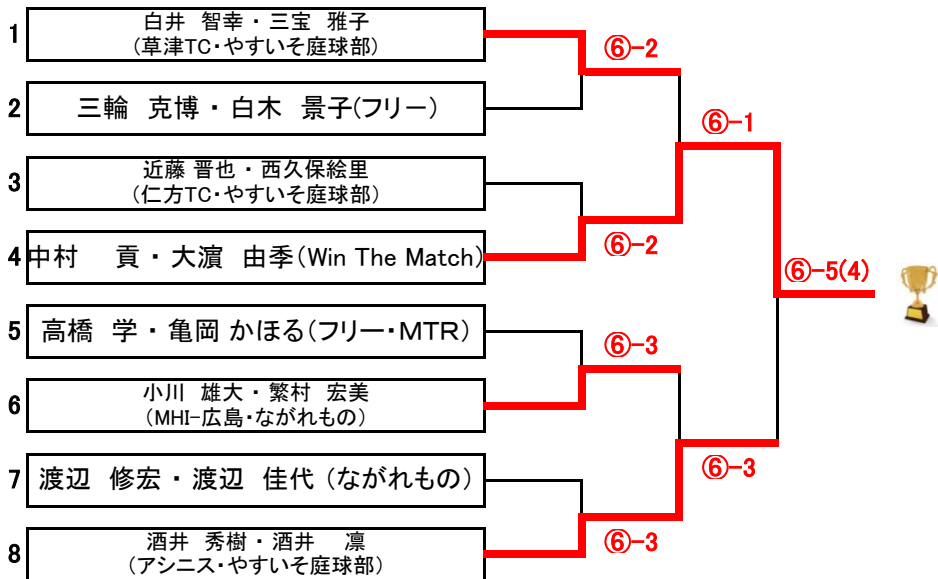 1
白井 智幸・三宝 雅子
(草津TC・やすいそ庭球部)
⑥-2
2
三輪 克博・白木 景子(フリー)
⑥-1
3
近藤 晋也・西久保絵里
(仁方TC・やすいそ庭球部)
4
中村 貢・大濵 由季(Win The Match)
⑥-2
⑥-5(4)
5
高橋 学・亀岡 かほる(フリー・MTR)
⑥-3
6
小川 雄大・繁村 宏美
(MHI-広島・ながれもの)
7
渡辺 修宏・渡辺 佳代 (ながれもの)
⑥-3
8
酒井 秀樹・酒井 凛
(アシニス・やすいそ庭球部)
⑥-3